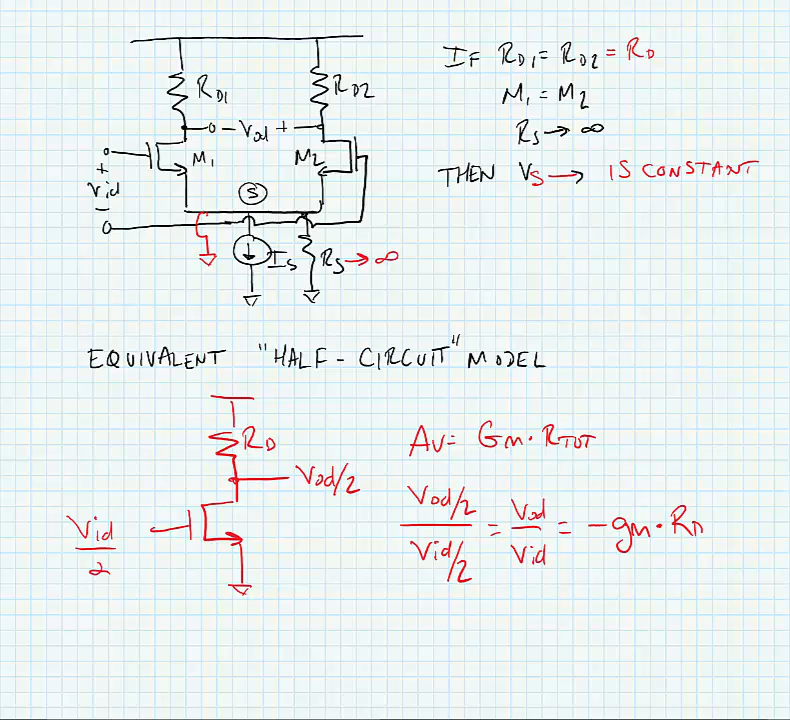 IF RD1 = RD2 = RD
M1 = M2
RS → ∞
THEN VS → IS CONSTANT
RD1
RD2
o - Vod +
M1
M2
+
Vid
-
S
IS
RS → ∞
EQUIVALENT "HALF-CIRCUIT" MODEL
RD
Vod/2
Vid
2
AV = Gm · RTOT
Vod/2 / Vid/2 = Vod / Vid = -gm · RD